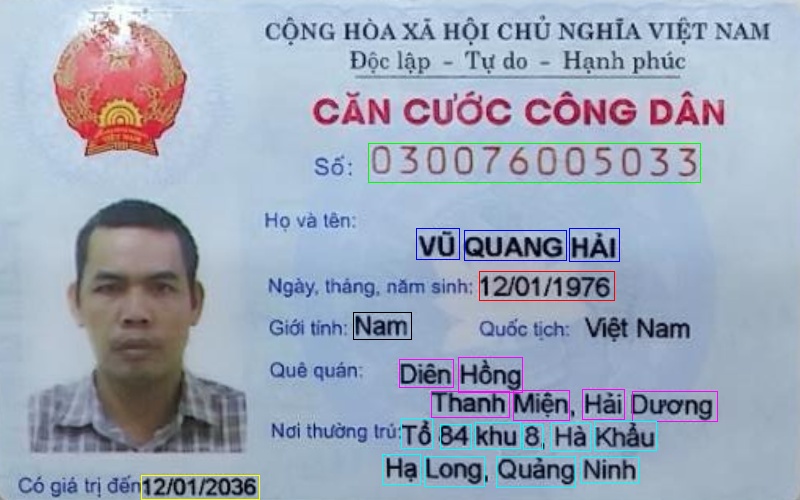 CỘNG HÒA XÃ HỘI CHỦ NGHĨA VIỆT NAM
Độc lập - Tự do - Hạnh phúc
CĂN CƯỚC CÔNG DÂN
Số: 030076005033
Họ và tên:
VŨ QUANG HẢI
Ngày, tháng, năm sinh: 12/01/1976
Giới tính: Nam Quốc tịch: Việt Nam
Quê quán: Diên Hồng
Thanh Miện, Hải Dương
Nơi thường trú: Tổ 84 khu 8, Hà Khẩu
Hạ Long, Quảng Ninh
Có giá trị đến 12/01/2036